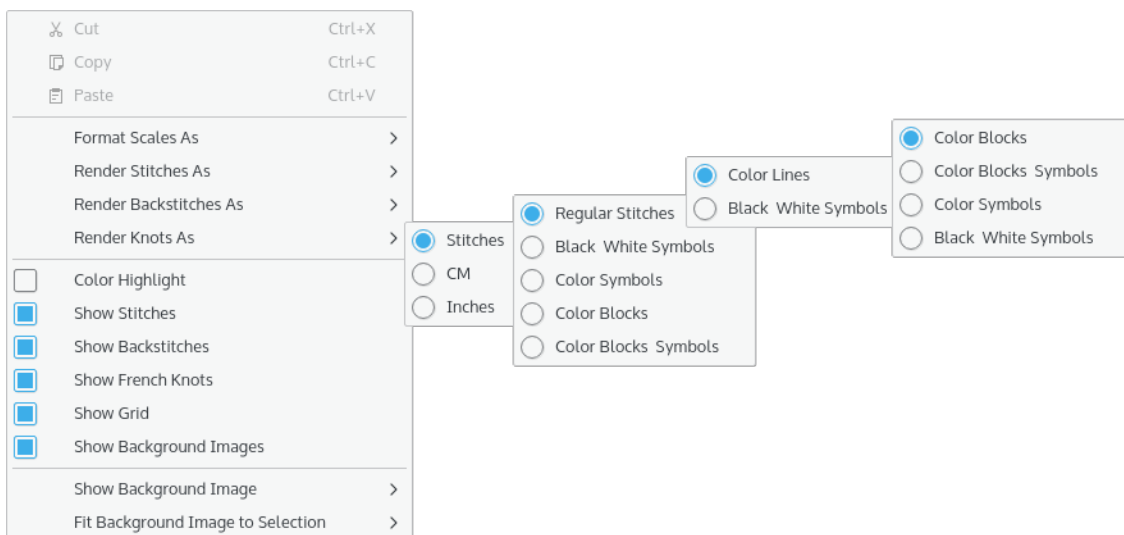 Cut Ctrl+X
Copy Ctrl+C
Paste Ctrl+V
Format Scales As
Render Stitches As
Render Backstitches As
Render Knots As
Color Highlight
Show Stitches
Show Backstitches
Show French Knots
Show Grid
Show Background Images
Show Background Image
Fit Background Image to Selection
Stitches
CM
Inches
Regular Stitches
Black White Symbols
Color Symbols
Color Blocks
Color Blocks Symbols
Color Lines
Black White Symbols
Color Blocks
Color Blocks Symbols
Color Symbols
Black White Symbols